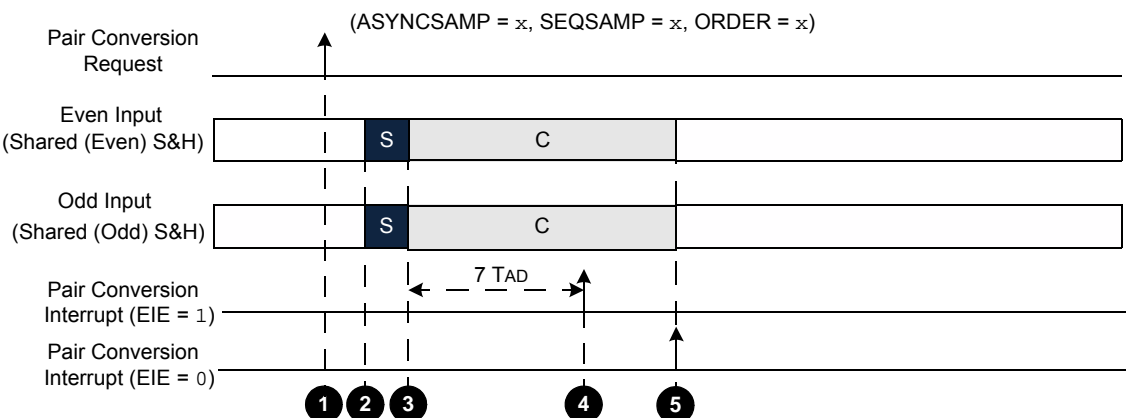 (ASYNCSAMP = x, SEQSAMP = x, ORDER = x)
Pair Conversion
Request
Even Input
(Shared (Even) S&H)
S
C
Odd Input
(Shared (Odd) S&H)
S
C
7 TAD
Pair Conversion
Interrupt (EIE = 1)
Pair Conversion
Interrupt (EIE = 0)
1 2 3 4 5